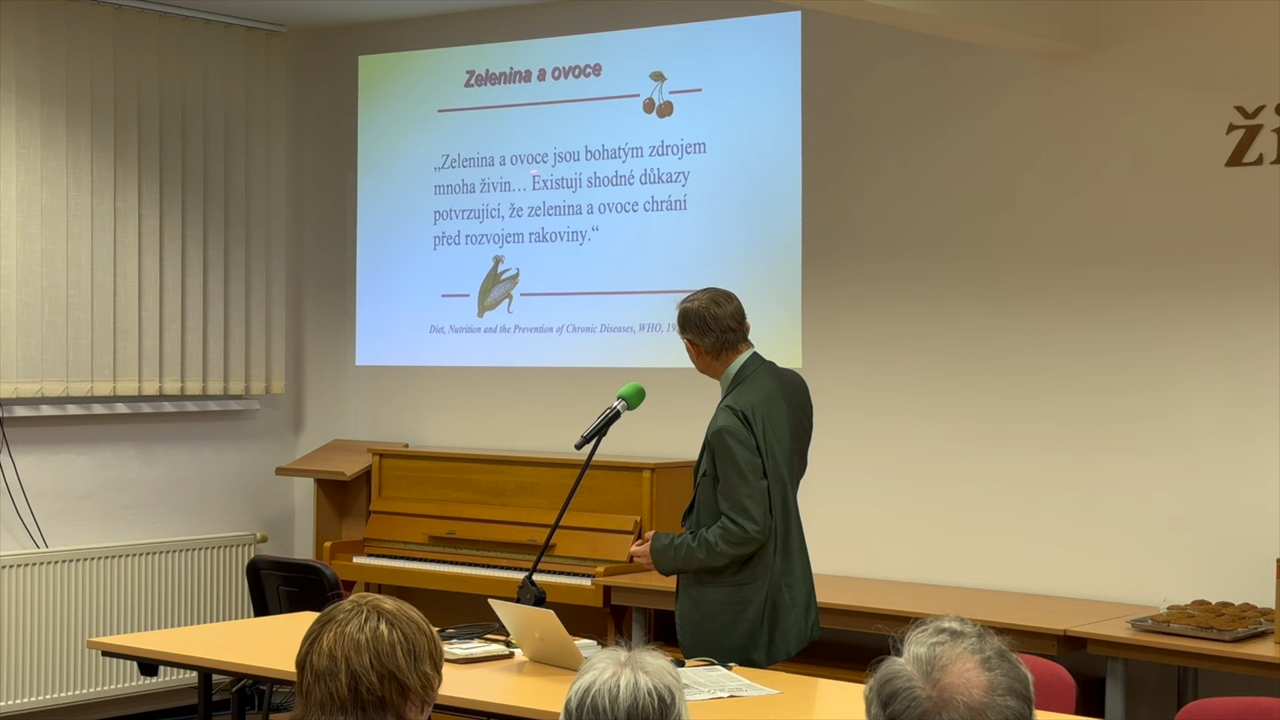 Zelenina a ovoce
„Zelenina a ovoce jsou bohatým zdrojem
mnoha živin… Existují shodné důkazy
potvrzující, že zelenina a ovoce chrání
před rozvojem rakoviny.“
Diet, Nutrition and the Prevention of Chronic Diseases, WHO,